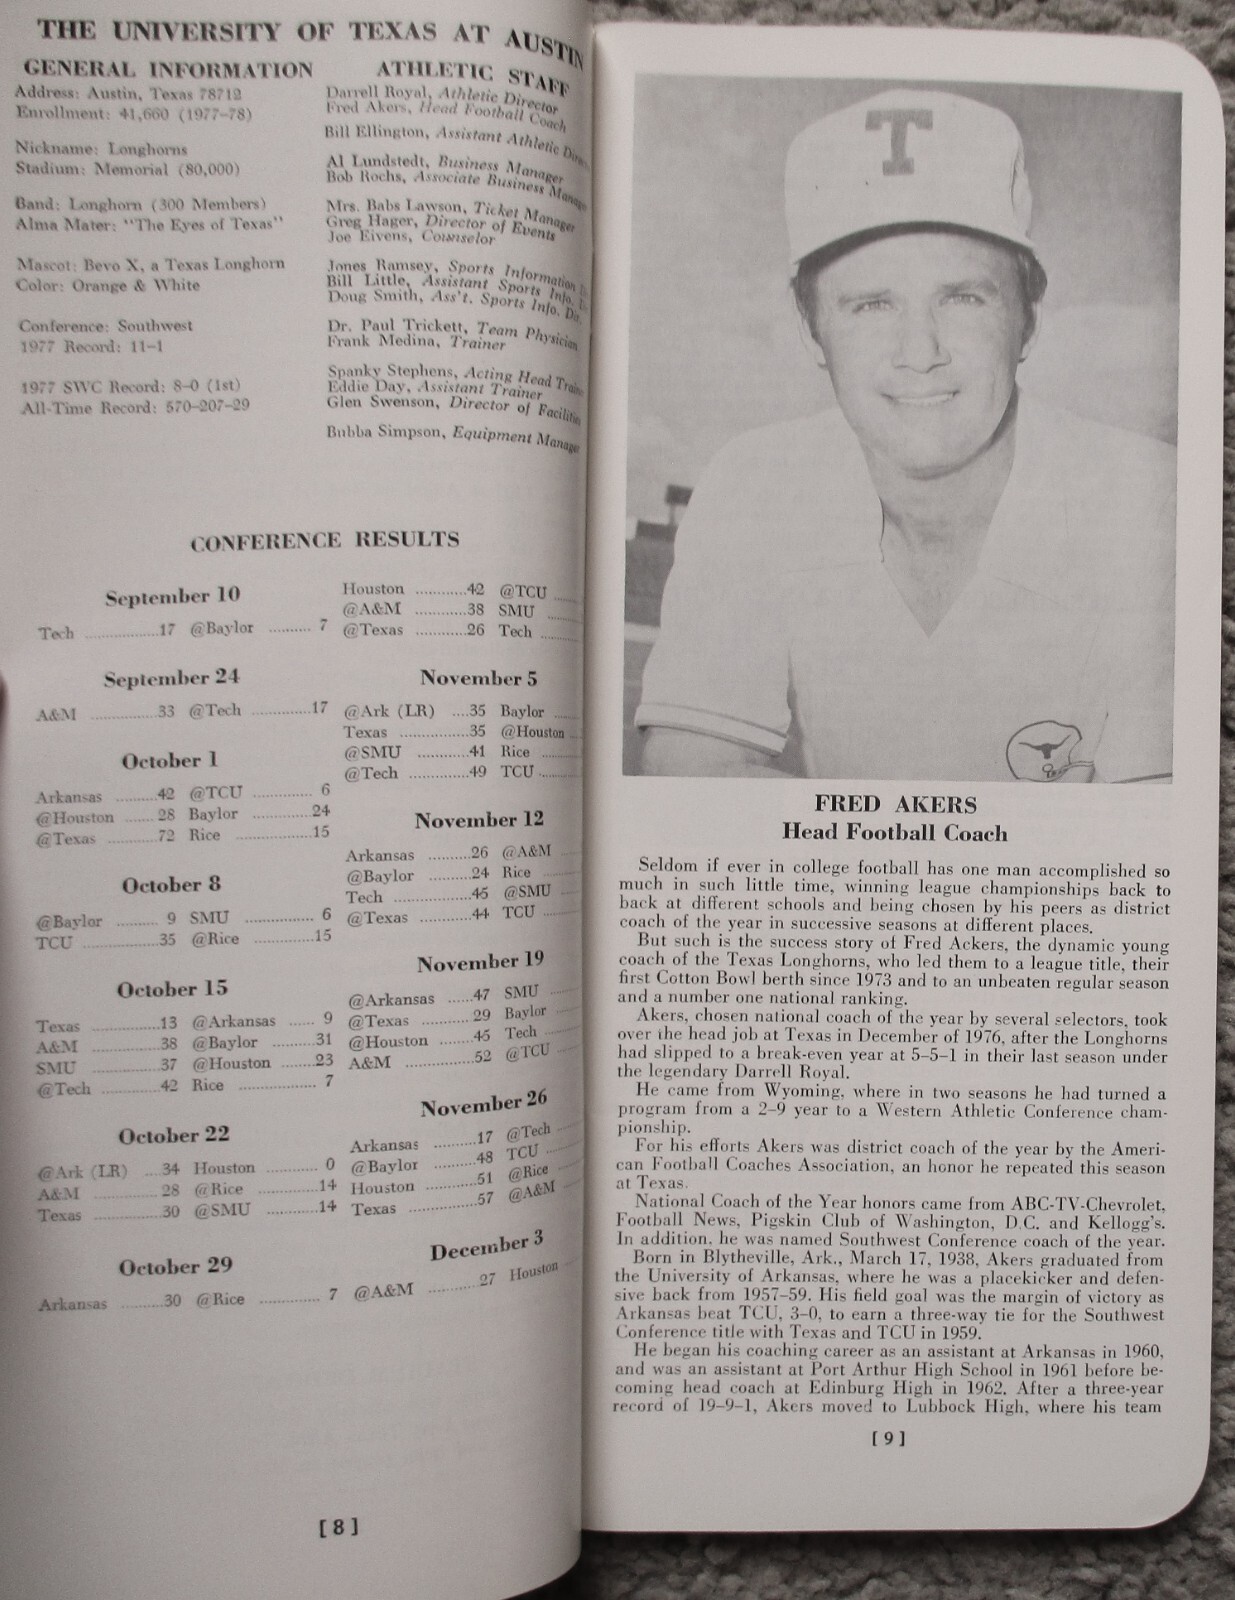 THE UNIVERSITY OF TEXAS AT AUSTIN
GENERAL INFORMATION
Address: Austin, Texas 78712
Enrollment: 41,660 (1977-78)
Nickname: Longhorns
Stadium: Memorial (80,000)
Band: Longhorn (300 Members)
Alma Mater: "The Eyes of Texas"
Mascot: Bevo X, a Texas Longhorn
Color: Orange & White
Conference: Southwest
1977 Record: 11-1
1977 SWC Record: 8-0 (1st)
All-Time Record: 570-207-29
ATHLETIC STAFF
Darrell Royal, Athletic Director
Fred Akers, Head Football Coach
Bill Ellington, Assistant Athletic
Al Lundstedt, Business Manager
Bob Rochs, Associate Business Manager
Mrs. Babs Lawson, Ticket Manager
Greg Hager, Director of Events
Joe Eivens, Counselor
Jones Ramsey, Sports Information
Bill Little, Assistant Sports Info.
Doug Smith, Ass't. Sports Info.
Dr. Paul Trickett, Team Physician
Frank Medina, Trainer
Spanky Stephens, Acting Head
Eddie Day, Assistant Trainer
Glen Swenson, Director of Facilities
Bubba Simpson, Equipment Manager
CONFERENCE RESULTS
September 10
Tech ................17 @Baylor .......... 7
September 24
A&M ..............33 @Tech .............17
October 1
Arkansas .........42 @TCU ............. 6
@Houston ...... 28 Baylor .............24
@Texas ...........72 Rice ................15
October 8
@Baylor ......... 9 SMU ............... 6
TCU ................35 @Rice .............15
October 15
Texas ..............13 @Arkansas ...... 9
A&M ..............38 @Baylor ..........31
SMU ...............37 @Houston ........23
@Tech ............42 Rice ................ 7
October 22
@Ark (LR) ....34 Houston ........... 0
A&M .............. 28 @Rice .............14
Texas ..............30 @SMU ............14
October 29
Arkansas .........30 @Rice ............. 7
Houston ...........42 @TCU
@A&M ...........38 SMU
@Texas ...........26 Tech
November 5
@Ark (LR) ....35 Baylor
Texas ...............35 @Houston
@SMU ............41 Rice
@Tech .............49 TCU
November 12
Arkansas ..........26 @A&M
@Baylor ...........24 Rice
Tech .................45 @SMU
@Texas ............44 TCU
November 19
@Arkansas ......47 SMU
@Texas ............29 Baylor
@Houston ........45 Tech
A&M ...............52 @TCU
November 26
Arkansas ..........17 @Tech
@Baylor ...........48 TCU
Houston ...........51 @Rice
Texas ...............57 @A&M
December 3
@A&M ............27 Houston
[ 8 ]
T
FRED AKERS
Head Football Coach
Seldom if ever in college football has one man accomplished so
much in such little time, winning league championships back to
back at different schools and being chosen by his peers as district
coach of the year in successive seasons at different places.
But such is the success story of Fred Ackers, the dynamic young
coach of the Texas Longhorns, who led them to a league title, their
first Cotton Bowl berth since 1973 and to an unbeaten regular season
and a number one national ranking.
Akers, chosen national coach of the year by several selectors, took
over the head job at Texas in December of 1976, after the Longhorns
had slipped to a break-even year at 5-5-1 in their last season under
the legendary Darrell Royal.
He came from Wyoming, where in two seasons he had turned a
program from a 2-9 year to a Western Athletic Conference cham-
pionship.
For his efforts Akers was district coach of the year by the Ameri-
can Football Coaches Association, an honor he repeated this season
at Texas.
National Coach of the Year honors came from ABC-TV-Chevrolet,
Football News, Pigskin Club of Washington, D.C. and Kellogg's.
In addition, he was named Southwest Conference coach of the year.
Born in Blytheville, Ark., March 17, 1938, Akers graduated from
the University of Arkansas, where he was a placekicker and defen-
sive back from 1957-59. His field goal was the margin of victory as
Arkansas beat TCU, 3-0, to earn a three-way tie for the Southwest
Conference title with Texas and TCU in 1959.
He began his coaching career as an assistant at Arkansas in 1960,
and was an assistant at Port Arthur High School in 1961 before be-
coming head coach at Edinburg High in 1962. After a three-year
record of 19-9-1, Akers moved to Lubbock High, where his team
[ 9 ]